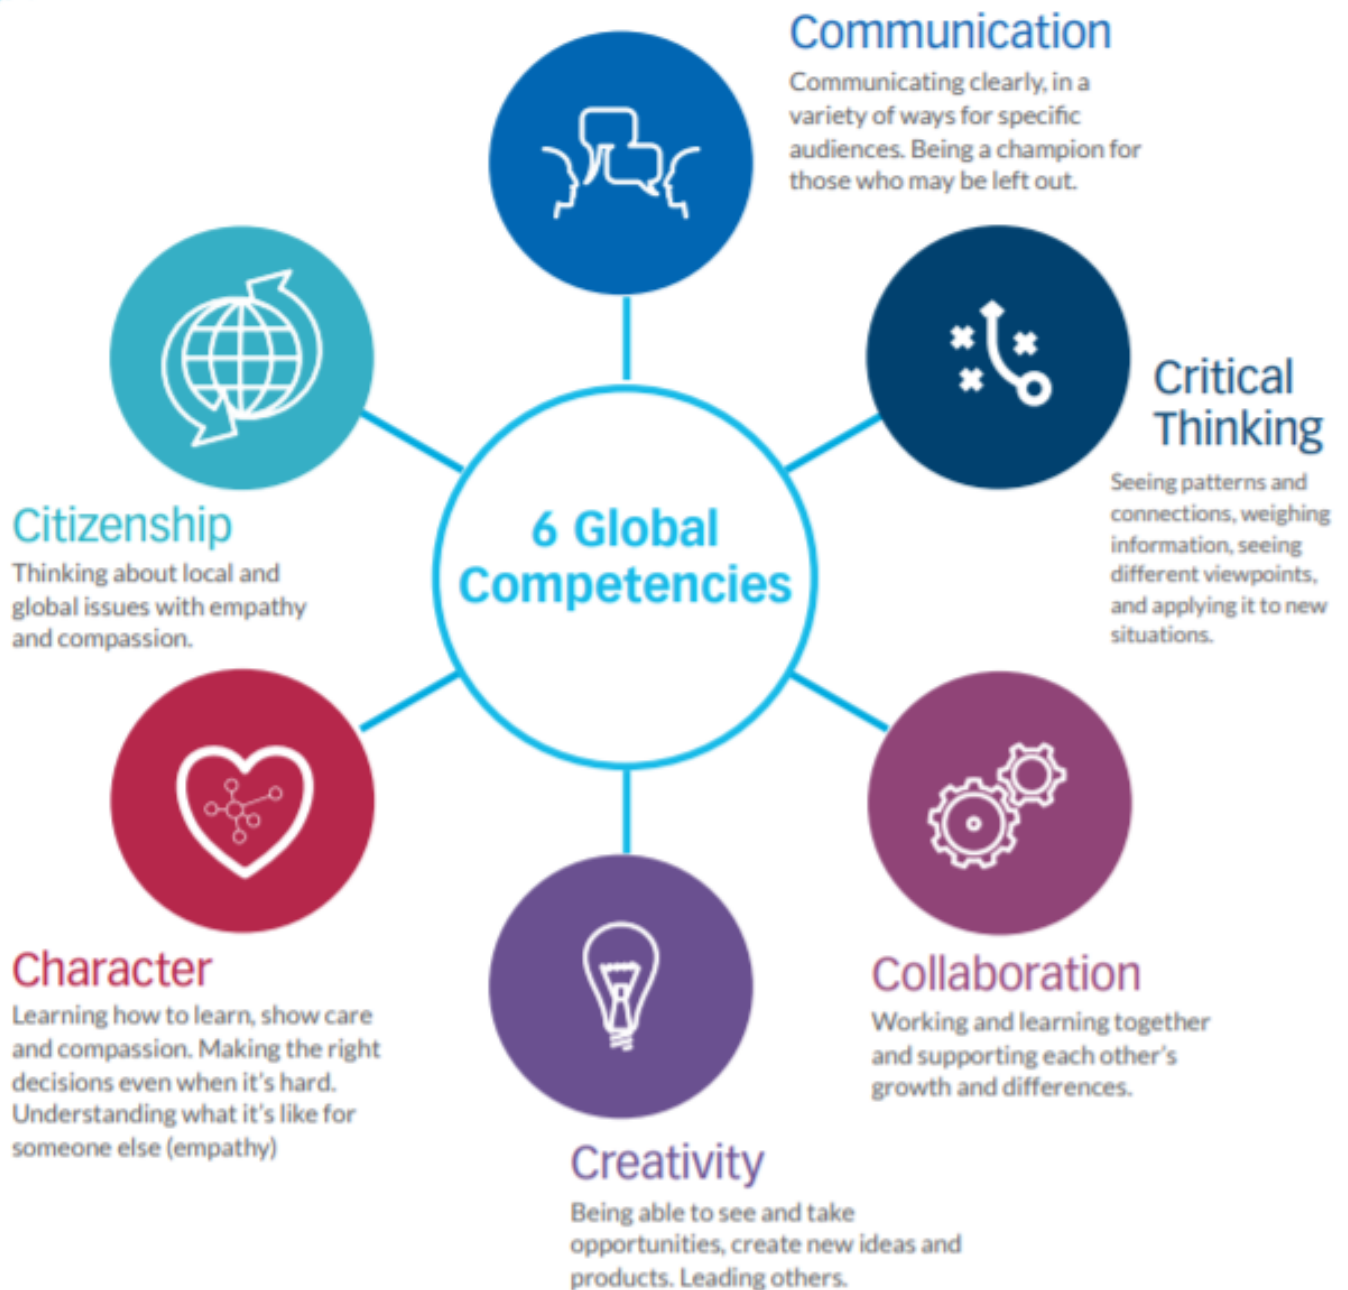 Communication
Communicating clearly, in a
variety of ways for specific
audiences. Being a champion for
those who may be left out.
Critical
Thinking
Seeing patterns and
connections, weighing
information, seeing
different viewpoints,
and applying it to new
situations.
6 Global
Competencies
Citizenship
Thinking about local and
global issues with empathy
and compassion.
Character
Learning how to learn, show care
and compassion. Making the right
decisions even when it's hard.
Understanding what it's like for
someone else (empathy)
Collaboration
Working and learning together
and supporting each other's
growth and differences.
Creativity
Being able to see and take
opportunities, create new ideas and
products. Leading others.